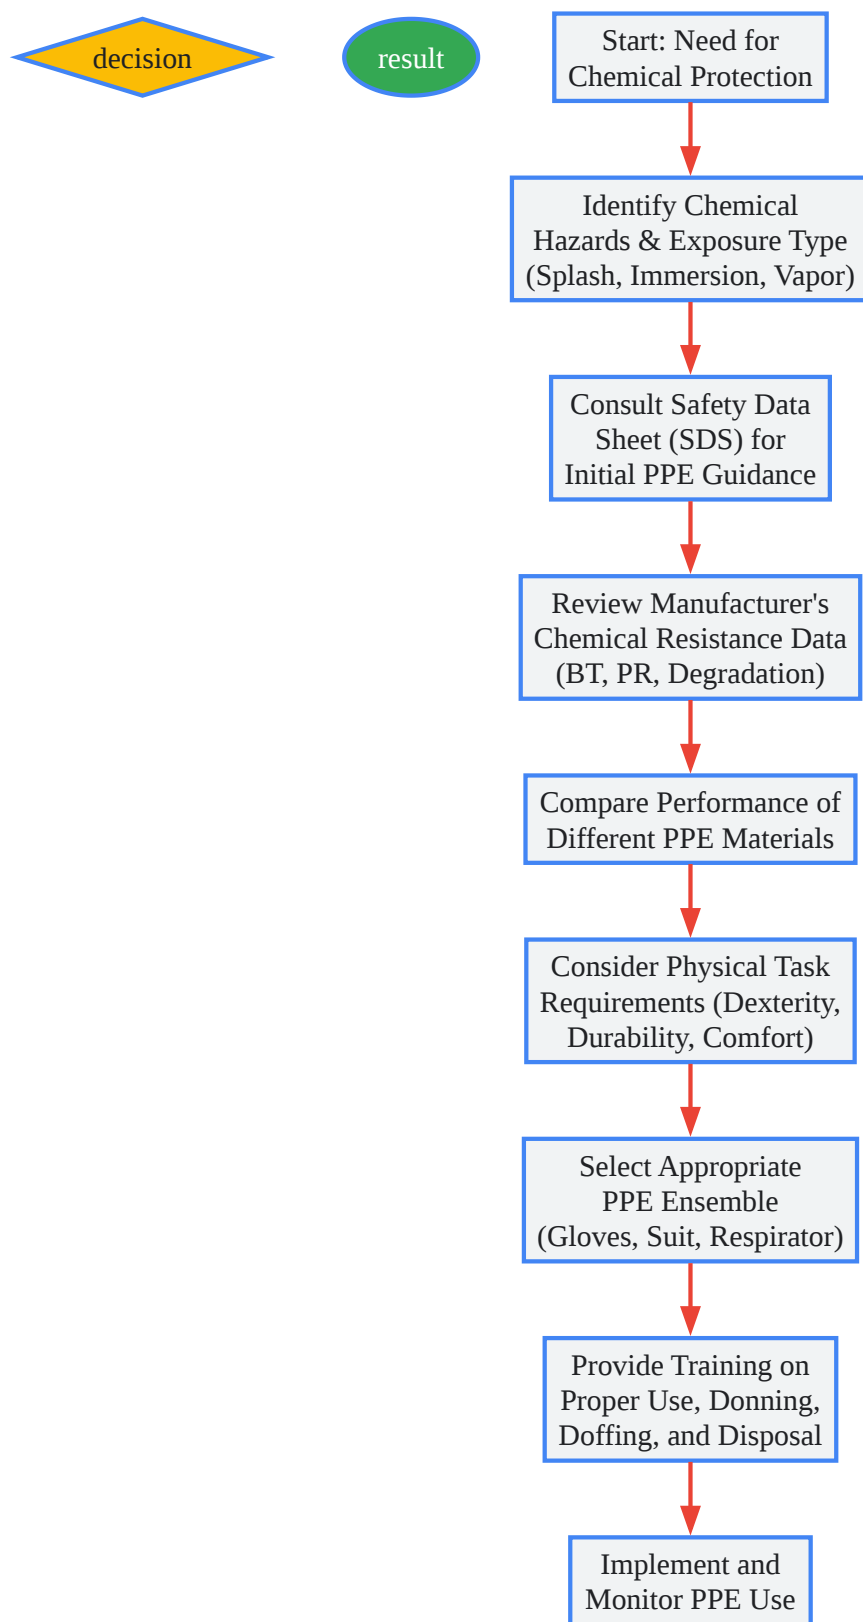 decision
result
Start: Need for
Chemical Protection
Identify Chemical
Hazards & Exposure Type
(Splash, Immersion, Vapor)
Consult Safety Data
Sheet (SDS) for
Initial PPE Guidance
Review Manufacturer's
Chemical Resistance Data
(BT, PR, Degradation)
Compare Performance of
Different PPE Materials
Consider Physical Task
Requirements (Dexterity,
Durability, Comfort)
Select Appropriate
PPE Ensemble
(Gloves, Suit, Respirator)
Provide Training on
Proper Use, Donning,
Doffing, and Disposal
Implement and
Monitor PPE Use